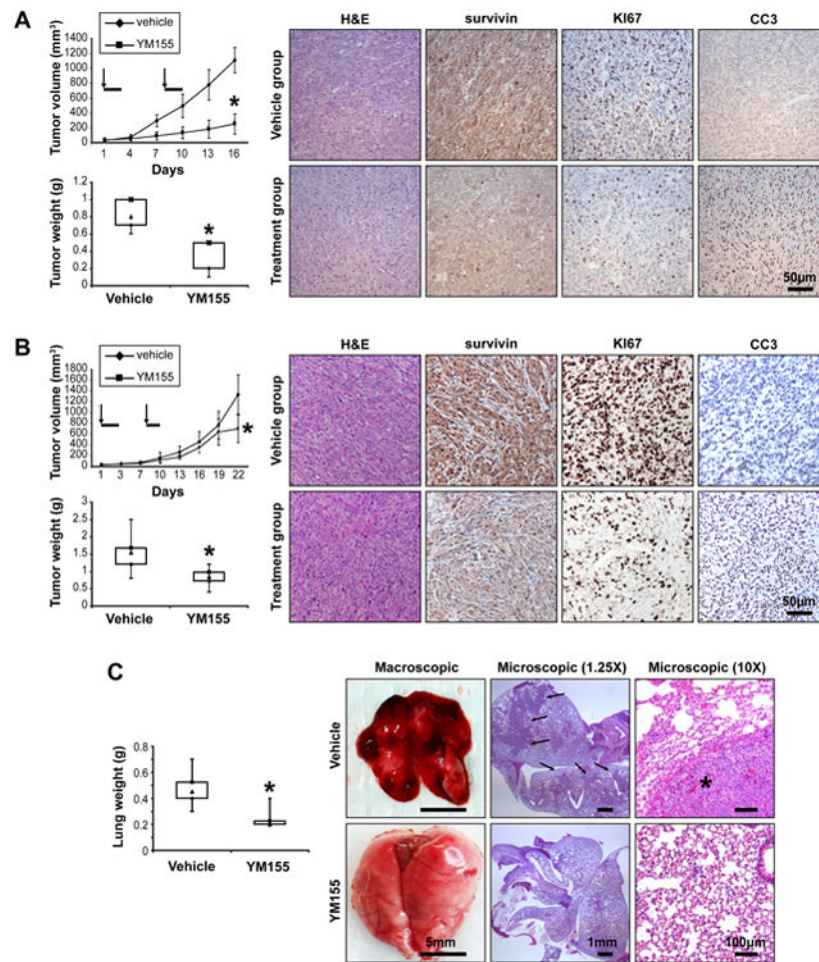 A
vehicle
YM155
Tumor volume (mm³)
1400
1200
1000
800
600
400
200
0
1 4 7 10 13 16
Days
*
Tumor weight (g)
1.2
1
0.8
0.6
0.4
0.2
0
*
Vehicle YM155
H&E survivin KI67 CC3
Vehicle group
Treatment group
50µm
B
vehicle
YM155
Tumor volume (mm³)
1800
1600
1400
1200
1000
800
600
400
200
0
1 3 7 10 13 16 19 22
Days
*
Tumor weight (g)
3
2.5
2
1.5
1
0.5
0
*
Vehicle YM155
H&E survivin KI67 CC3
Vehicle group
Treatment group
50µm
C
Lung weight (g)
0.8
0.6
0.4
0.2
0
*
Vehicle YM155
Macroscopic Microscopic (1.25X) Microscopic (10X)
Vehicle
*
YM155
5mm 1mm 100µm